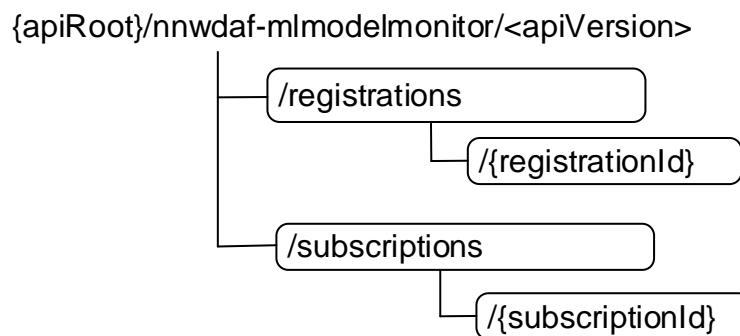 {apiRoot}/nnwdaf-mlmodelmonitor/<apiVersion>
/registrations
/{registrationId}
/subscriptions
/{subscriptionId}